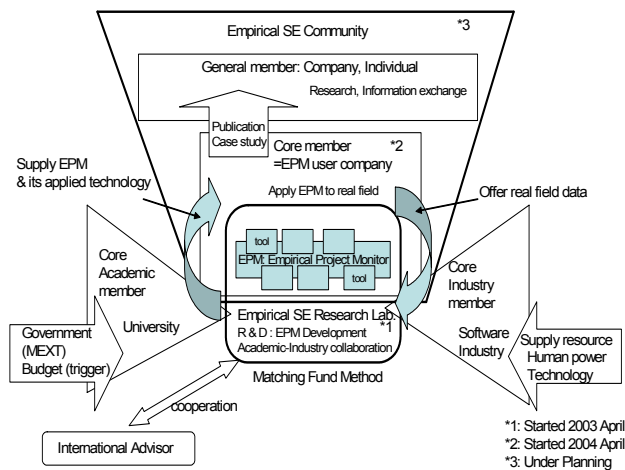 Empirical SE Community
*3
General member: Company, Individual
Research, Information exchange
Publication
Case study
Core member
=EPM user company
*2
Supply EPM
& its applied technology
Apply EPM to real field
Offer real field data
tool
EPM: Empirical Project Monitor
tool
Core
Academic
member
University
Core
Industry
member
Software
Industry
Empirical SE Research Lab.
*1
R & D : EPM Development
Academic-Industry collaboration
Government
(MEXT)
Budget (trigger)
Supply resource
Human power
Technology
Matching Fund Method
cooperation
International Advisor
*1: Started 2003 April
*2: Started 2004 April
*3: Under Planning